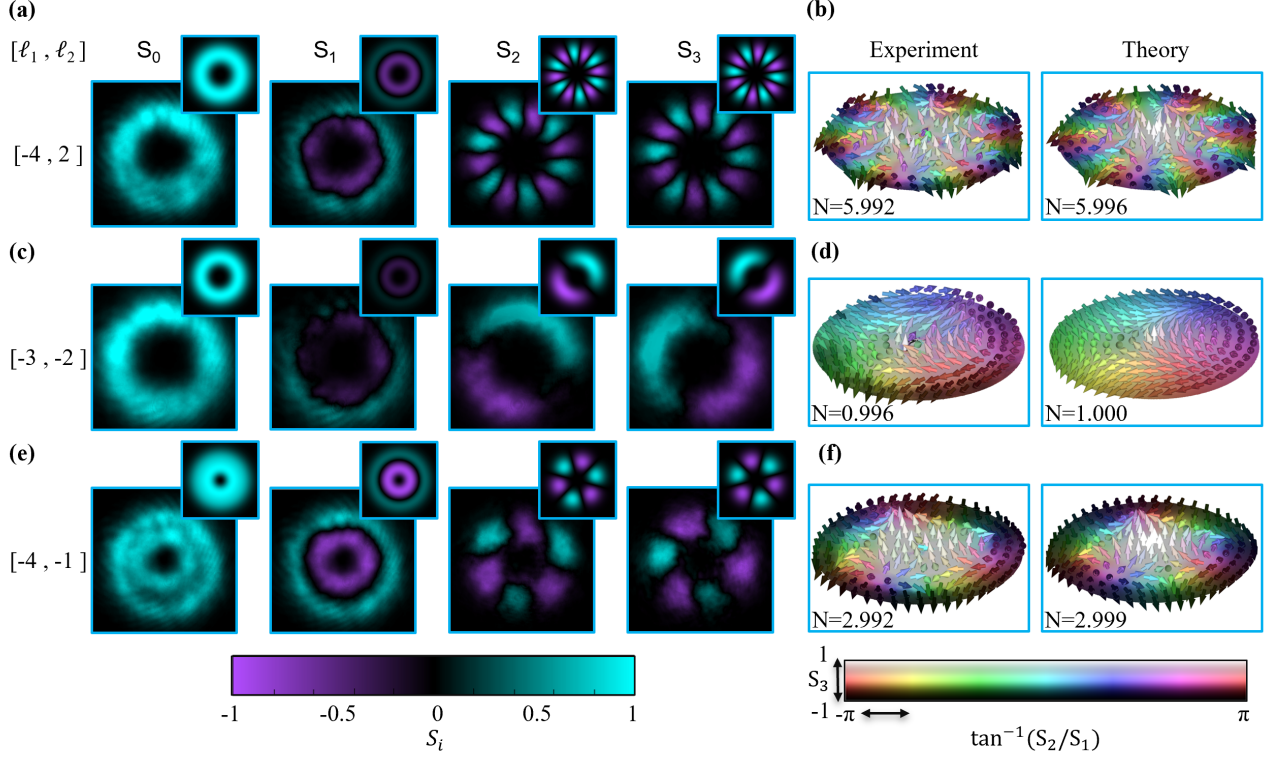 (a)
(b)
[ℓ₁ , ℓ₂]
S₀
S₁
S₂
S₃
Experiment
Theory
[-4 , 2]
N=5.992
N=5.996
(c)
(d)
[-3 , -2]
N=0.996
N=1.000
(e)
(f)
[-4 , -1]
N=2.992
N=2.999
-1
-0.5
0
0.5
1
Sᵢ
1
S₃
-1
-π
π
tan⁻¹(S₂/S₁)